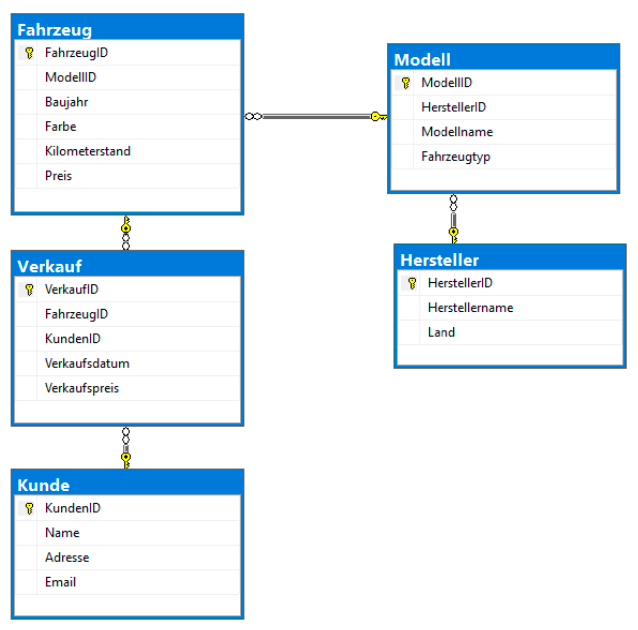 Fahrzeug
FahrzeugID
ModellID
Baujahr
Farbe
Kilometerstand
Preis
Modell
ModellID
HerstellerID
Modellname
Fahrzeugtyp
Verkauf
VerkaufID
FahrzeugID
KundenID
Verkaufsdatum
Verkaufspreis
Hersteller
HerstellerID
Herstellername
Land
Kunde
KundenID
Name
Adresse
Email